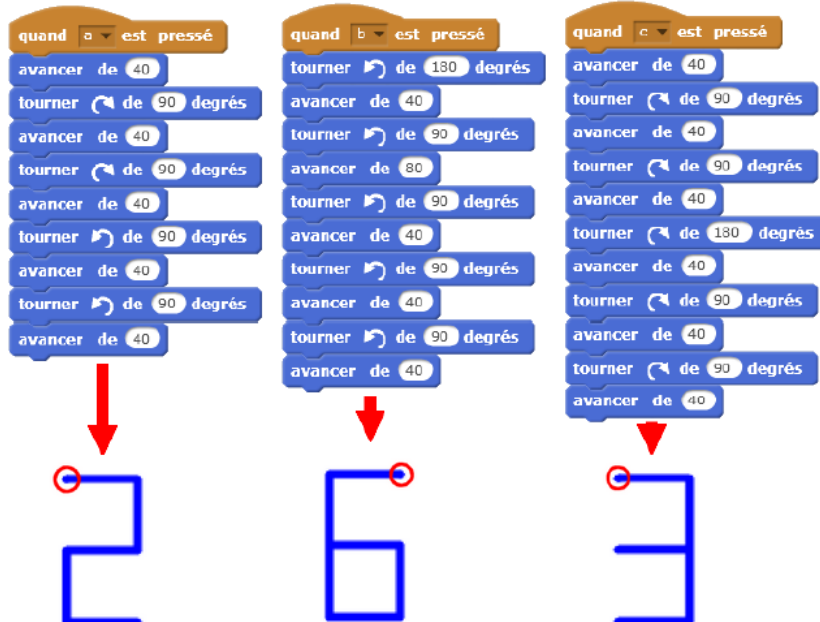 quand a est pressé
avancer de 40
tourner de 90 degrés
avancer de 40
tourner de 90 degrés
avancer de 40
tourner de 90 degrés
avancer de 40
tourner de 90 degrés
avancer de 40
quand b est pressé
tourner de 180 degrés
avancer de 40
tourner de 90 degrés
avancer de 80
tourner de 90 degrés
avancer de 40
tourner de 90 degrés
avancer de 40
tourner de 90 degrés
avancer de 40
quand c est pressé
avancer de 40
tourner de 90 degrés
avancer de 40
tourner de 90 degrés
avancer de 40
tourner de 180 degrés
avancer de 40
tourner de 90 degrés
avancer de 40
tourner de 90 degrés
avancer de 40